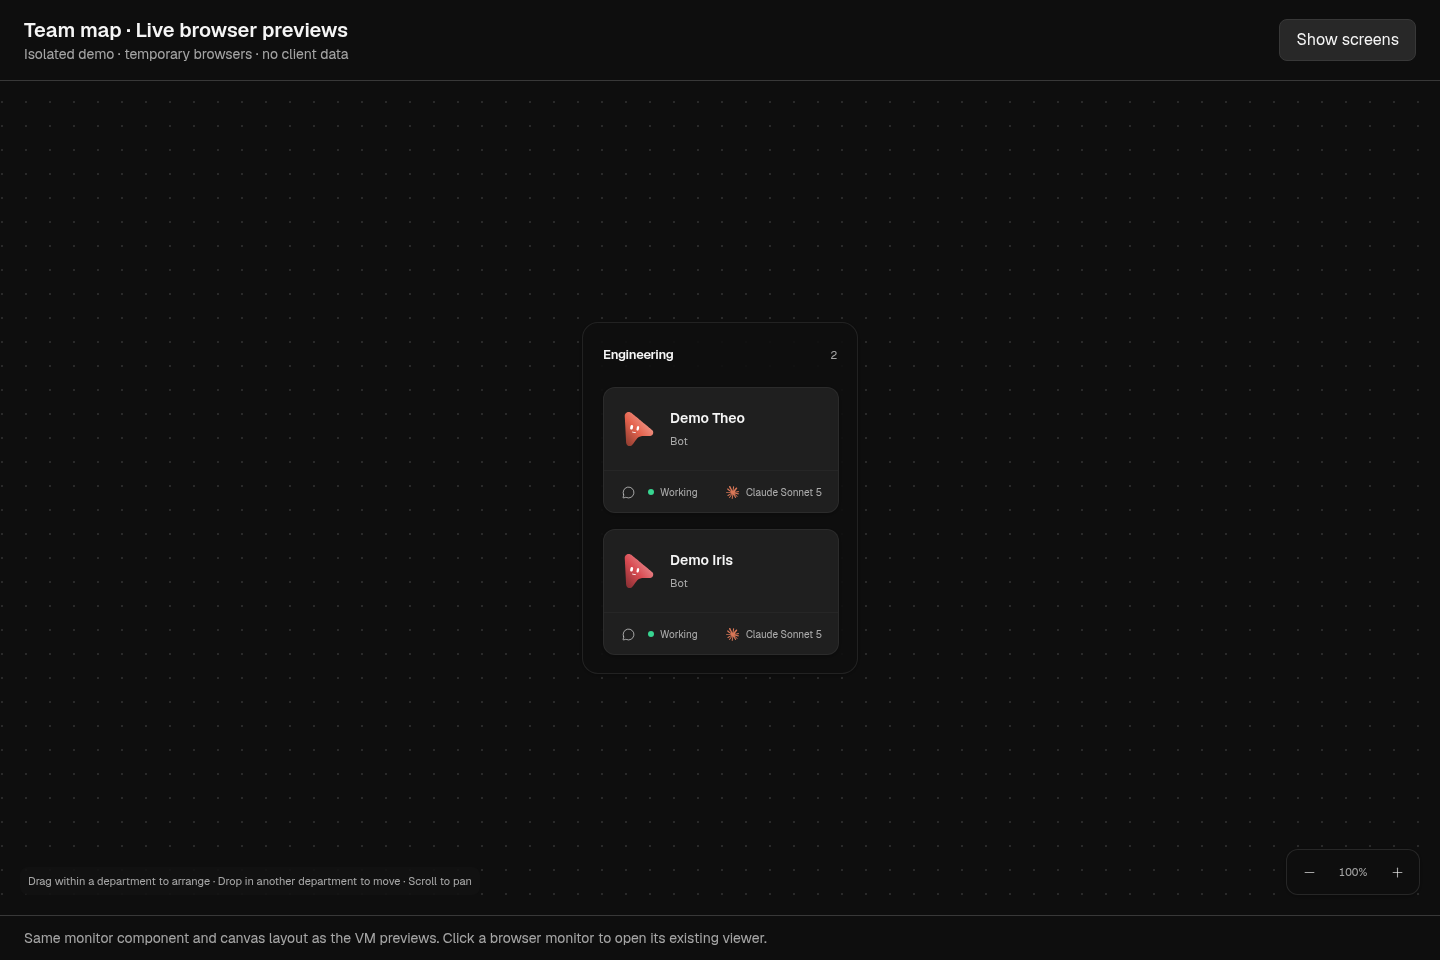 Team map · Live browser previews
Isolated demo · temporary browsers · no client data
Show screens
Engineering
2
Demo Theo
Bot
Working
Claude Sonnet 5
Demo Iris
Bot
Working
Claude Sonnet 5
Drag within a department to arrange · Drop in another department to move · Scroll to pan
100%
Same monitor component and canvas layout as the VM previews. Click a browser monitor to open its existing viewer.